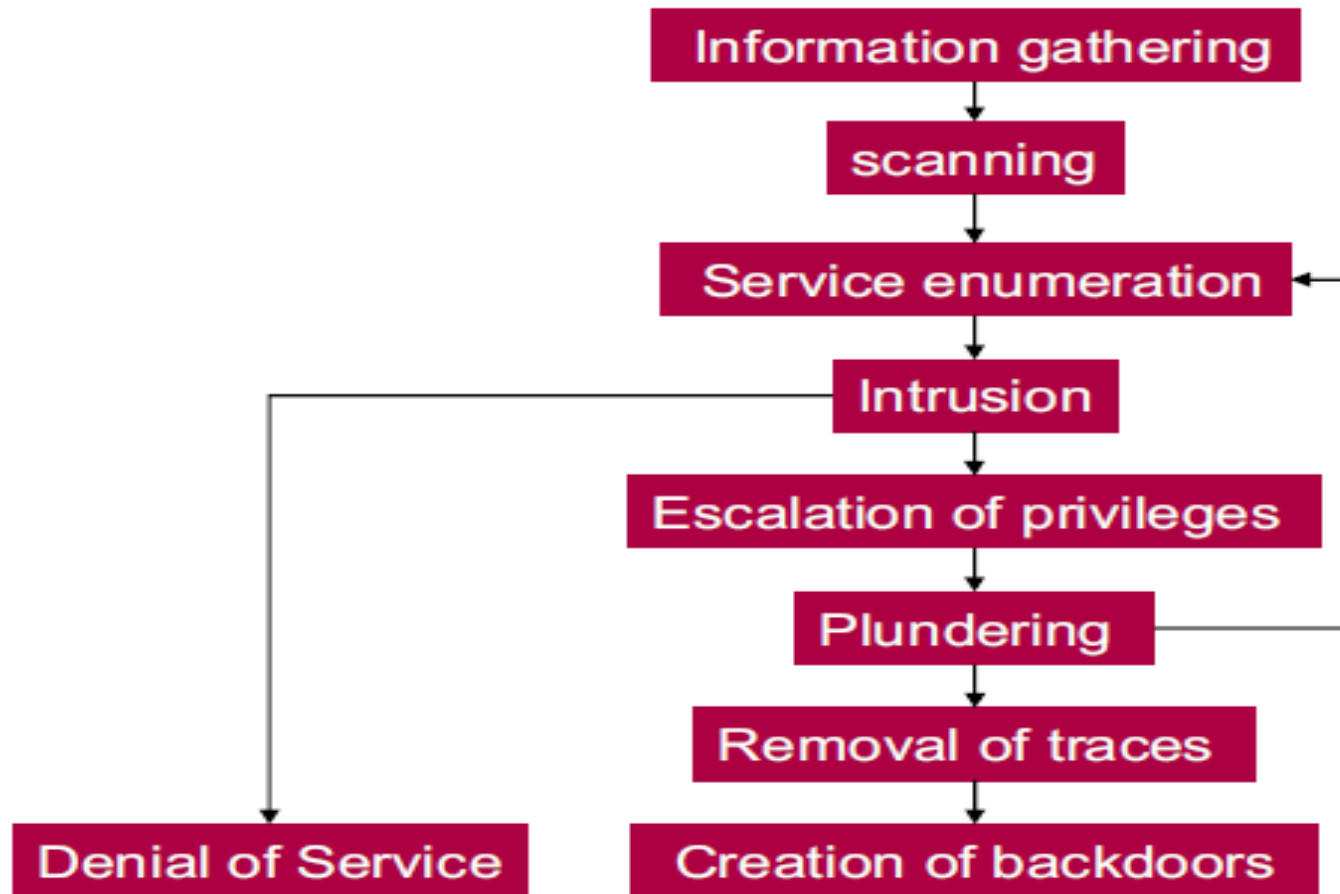 Information gathering
scanning
Service enumeration
Intrusion
Escalation of privileges
Plundering
Removal of traces
Denial of Service
Creation of backdoors